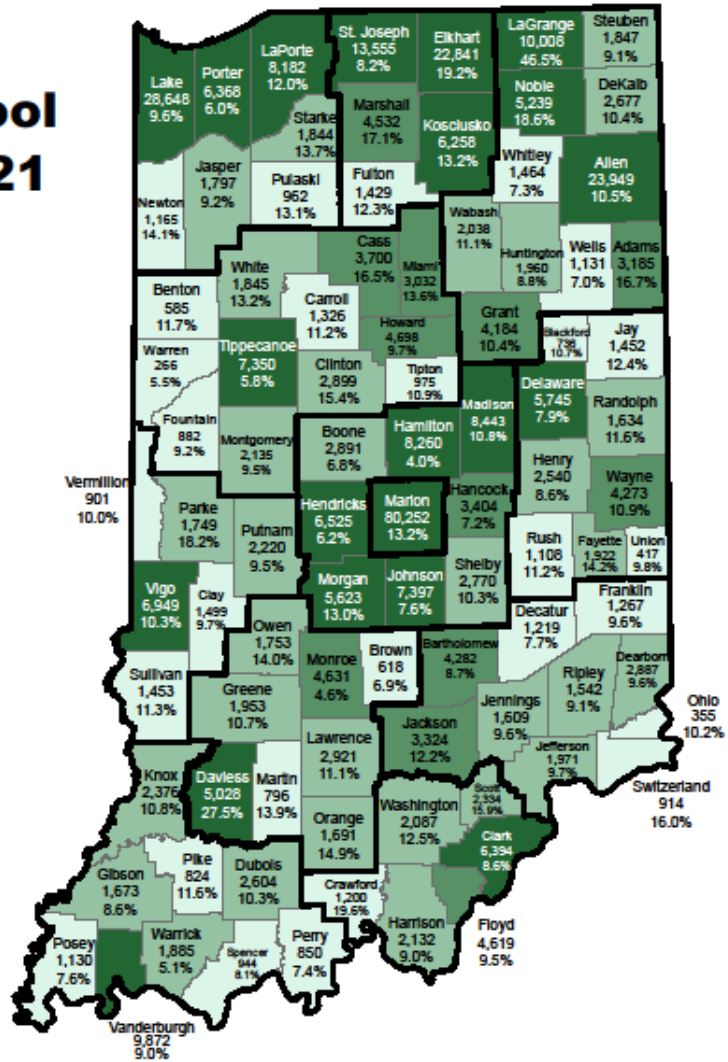 ool
21
Lake
28,648
9.6%
Porter
6,368
6.0%
LaPorte
8,182
12.0%
St. Joseph
13,555
8.2%
Elkhart
22,841
19.2%
LaGrange
10,008
46.5%
Steuben
1,847
9.1%
Starke
1,844
13.7%
Marshall
4,532
17.1%
Kosciusko
6,258
13.2%
Noble
5,239
18.6%
DeKalb
2,677
10.4%
Newton
1,165
14.1%
Jasper
1,797
9.2%
Pulaski
962
13.1%
Fulton
1,429
12.3%
Whitley
1,464
7.3%
Allen
23,949
10.5%
Wabash
2,038
11.1%
Huntington
1,960
8.8%
Wells
1,131
7.0%
Adams
3,185
16.7%
Benton
585
11.7%
White
1,845
13.2%
Cass
3,700
16.5%
Miami
3,032
13.6%
Carroll
1,326
11.2%
Howard
4,698
9.7%
Grant
4,184
10.4%
Blackford
738
10.7%
Jay
1,452
12.4%
Warren
266
5.5%
Tippecanoe
7,350
5.8%
Clinton
2,899
15.4%
Tipton
975
10.9%
Fountain
882
9.2%
Montgomery
2,135
9.5%
Boone
2,891
6.8%
Hamilton
8,260
4.0%
Madison
8,443
10.8%
Delaware
5,745
7.9%
Randolph
1,634
11.6%
Henry
2,540
8.6%
Wayne
4,273
10.9%
Vermillion
901
10.0%
Parke
1,749
18.2%
Putnam
2,220
9.5%
Hendricks
6,525
6.2%
Marion
80,252
13.2%
Hancock
3,404
7.2%
Rush
1,108
11.2%
Fayette
1,922
14.2%
Union
417
9.8%
Vigo
6,949
10.3%
Clay
1,499
9.7%
Morgan
5,623
13.0%
Johnson
7,397
7.6%
Shelby
2,770
10.3%
Decatur
1,219
7.7%
Franklin
1,267
9.6%
Owen
1,753
14.0%
Monroe
4,631
4.6%
Brown
618
6.9%
Bartholomew
4,282
8.7%
Dearborn
2,887
9.6%
Ripley
1,542
9.1%
Jennings
1,609
9.6%
Ohio
355
10.2%
Sullivan
1,453
11.3%
Greene
1,953
10.7%
Lawrence
2,921
11.1%
Jackson
3,324
12.2%
Jefferson
1,971
9.7%
Switzerland
914
16.0%
Knox
2,376
10.8%
Daviess
5,028
27.5%
Martin
796
13.9%
Orange
1,691
14.9%
Washington
2,087
12.5%
Scott
2,334
15.9%
Clark
6,394
8.6%
Gibson
1,673
8.6%
Pike
824
11.6%
Dubois
2,604
10.3%
Crawford
1,200
19.6%
Harrison
2,132
9.0%
Floyd
4,619
9.5%
Posey
1,130
7.6%
Warrick
1,885
5.1%
Spencer
944
8.1%
Perry
850
7.4%
Vanderburgh
9,872
9.0%